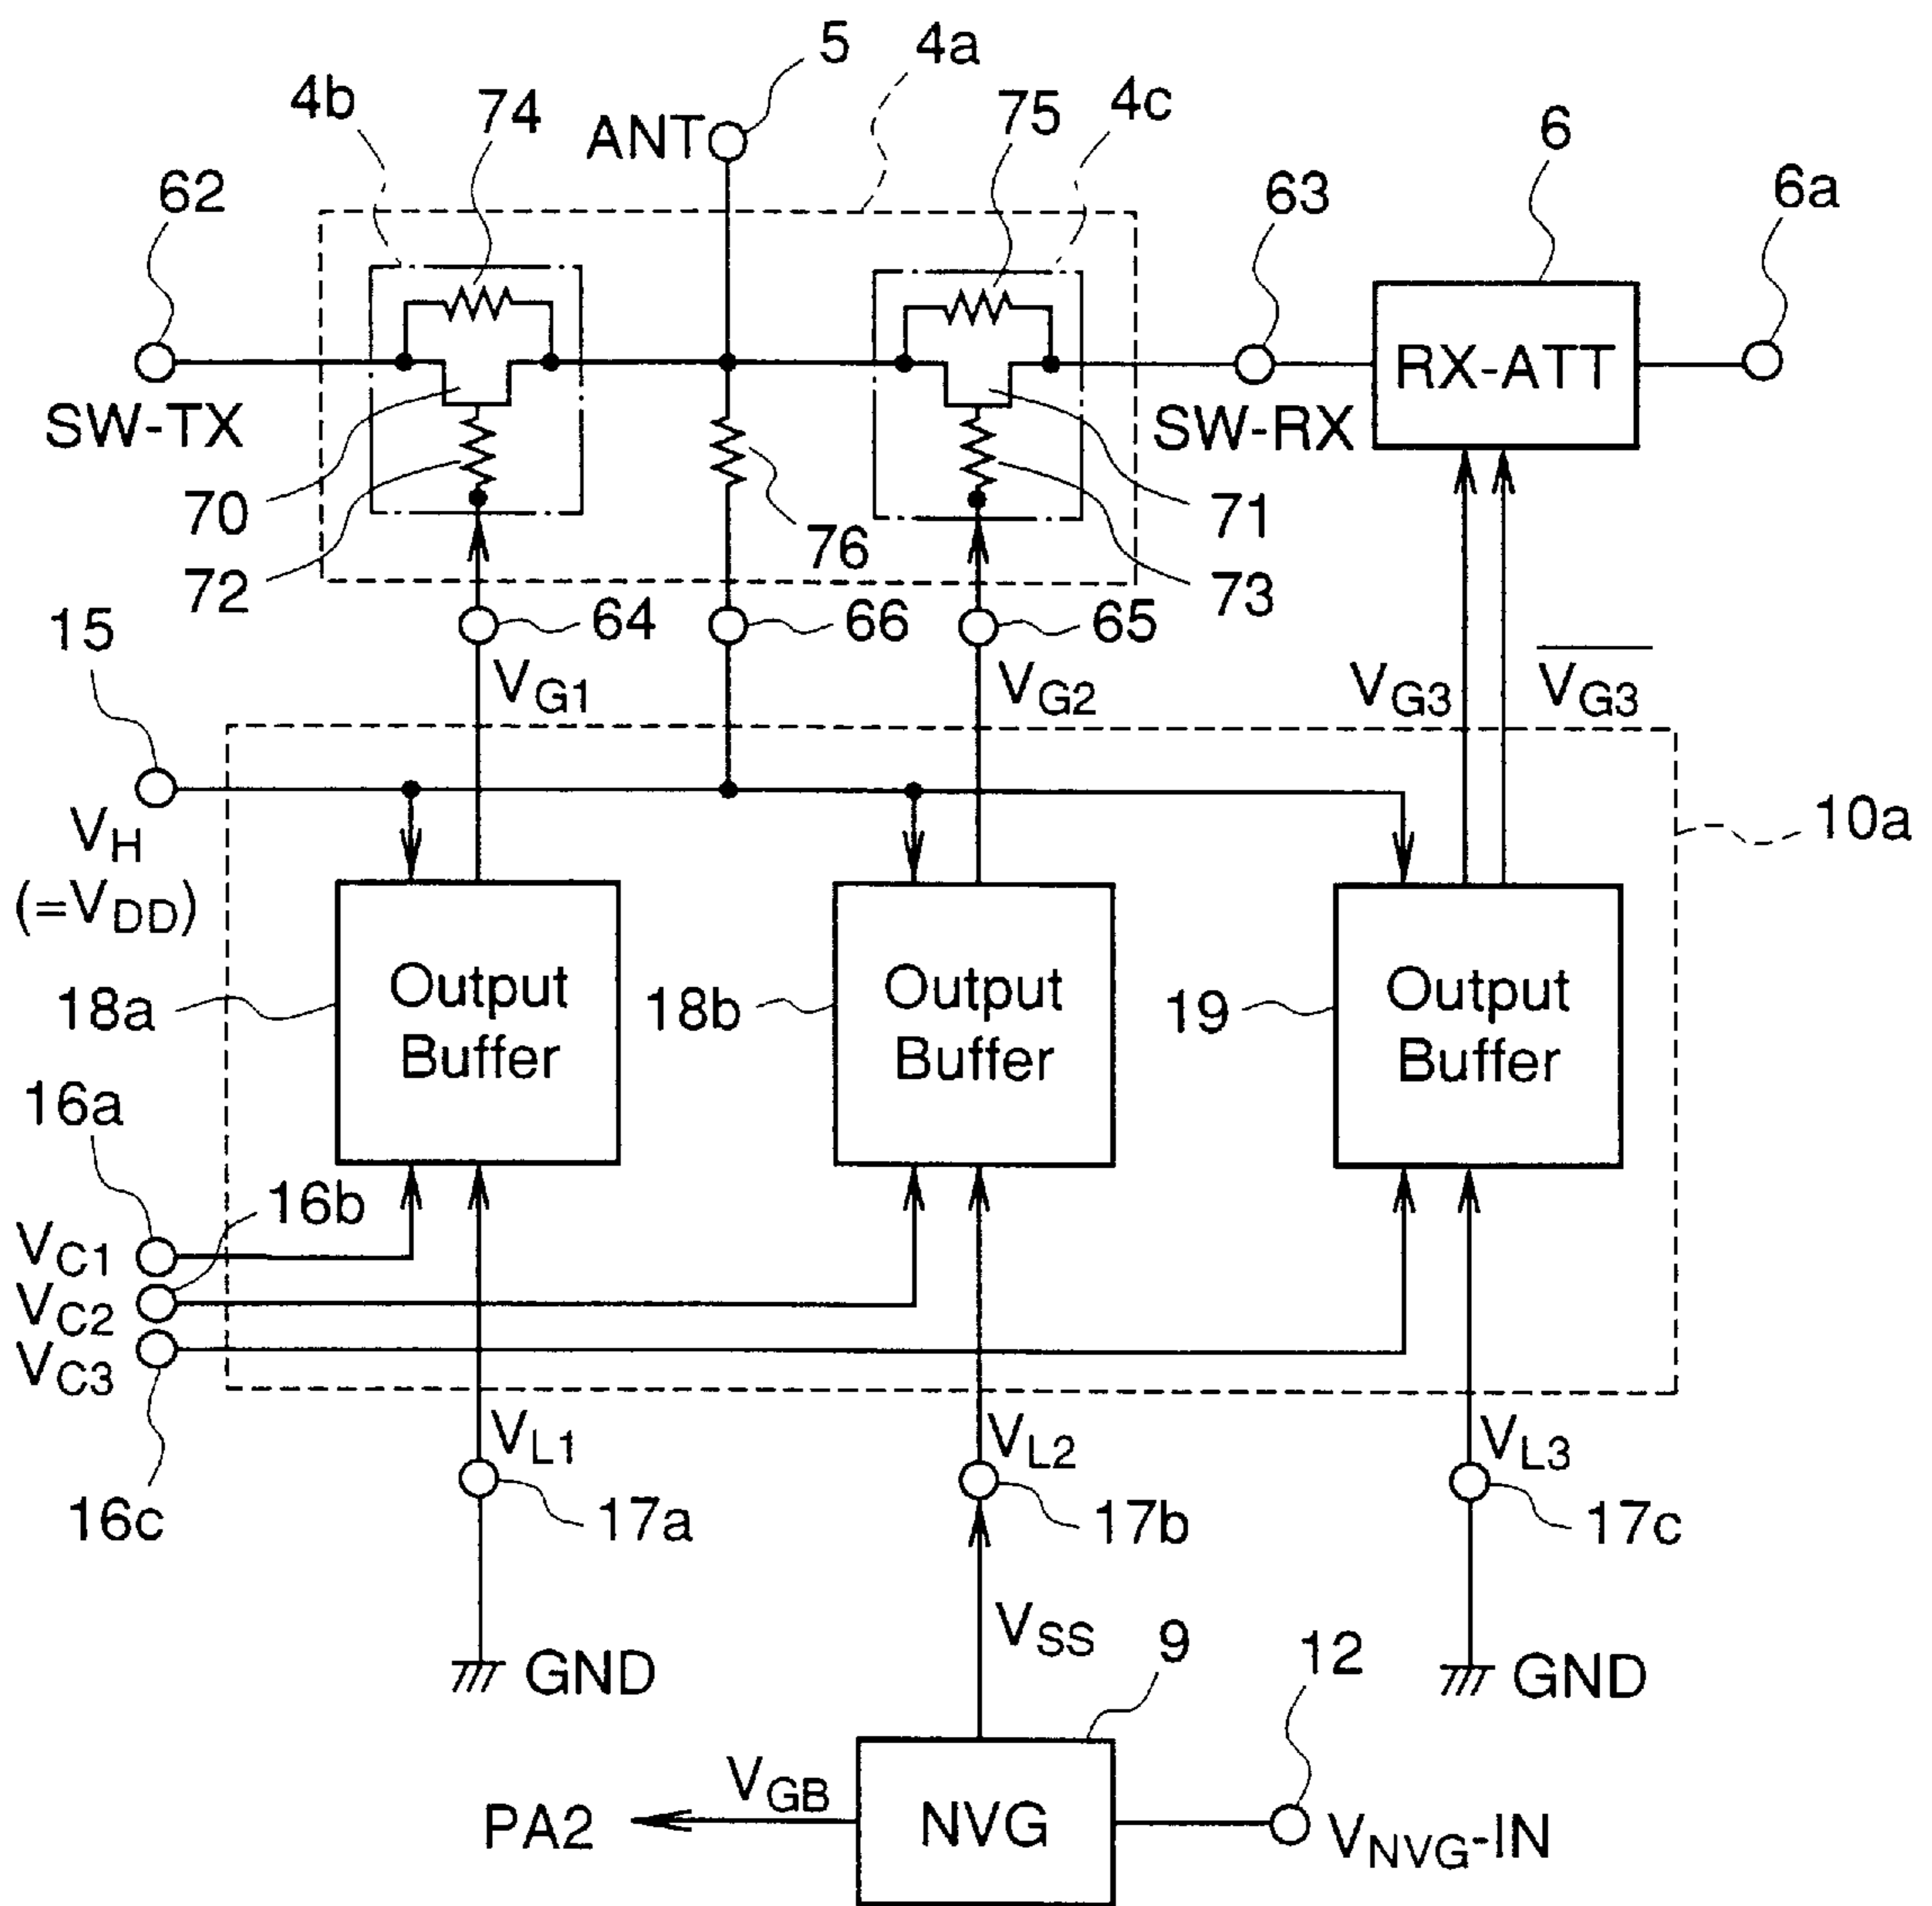 5
4a
4b
74
75
4c
6
ANT
62
63
6a
SW-TX
SW-RX
RX-ATT
70
72
76
71
73
15
64
66
65
VG1
VG2
VG3
VG3
VH
(=VDD)
10a
Output
Buffer
Output
Buffer
Output
Buffer
18a
18b
19
16a
16b
VC1
VC2
VC3
16c
VL1
VL2
VL3
17a
17b
17c
GND
VSS
9
12
GND
VGB
PA2
NVG
VNVG-IN